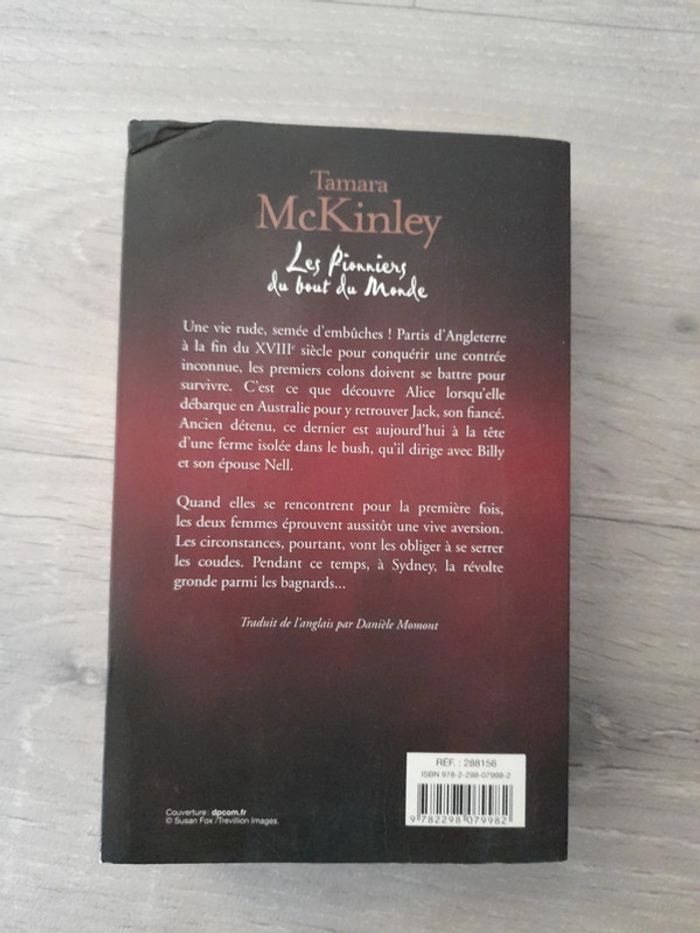 Tamara
McKinley
Les Pionniers
du bout du Monde
Une vie rude, semée d'embûches ! Partis d'Angleterre
à la fin du XVIIIe siècle pour conquérir une contrée
inconnue, les premiers colons doivent se battre pour
survivre. C'est ce que découvre Alice lorsqu'elle
débarque en Australie pour y retrouver Jack, son fiancé.
Ancien détenu, ce dernier est aujourd'hui à la tête
d'une ferme isolée dans le bush, qu'il dirige avec Billy
et son épouse Nell.
Quand elles se rencontrent pour la première fois,
les deux femmes éprouvent aussitôt une vive aversion.
Les circonstances, pourtant, vont les obliger à se serrer
les coudes. Pendant ce temps, à Sydney, la révolte
gronde parmi les bagnards...
Traduit de l'anglais par Danièle Momont
RÉF. : 288156
ISBN 978-2-298-07998-2
9 782298 079982
Couverture : dpcom.fr
© Susan Fox /Trevillion Images.